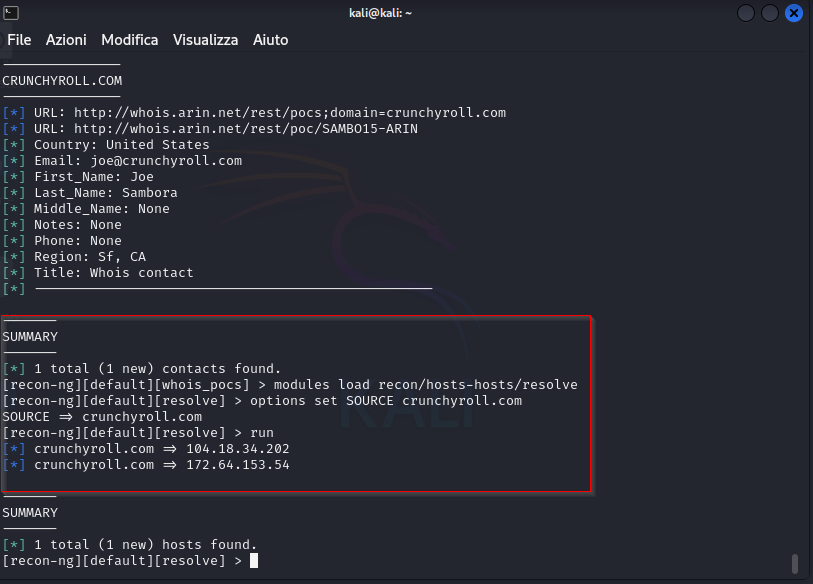 kali@kali: ~
File Azioni Modifica Visualizza Aiuto
CRUNCHYROLL.COM
[*] URL: http://whois.arin.net/rest/pocs;domain=crunchyroll.com
[*] URL: http://whois.arin.net/rest/poc/SAMBO15-ARIN
[*] Country: United States
[*] Email: joe@crunchyroll.com
[*] First_Name: Joe
[*] Last_Name: Sambora
[*] Middle_Name: None
[*] Notes: None
[*] Phone: None
[*] Region: Sf, CA
[*] Title: Whois contact
[*] --------------------------------------------------
SUMMARY
[*] 1 total (1 new) contacts found.
[recon-ng][default][whois_pocs] > modules load recon/hosts-hosts/resolve
[recon-ng][default][resolve] > options set SOURCE crunchyroll.com
SOURCE => crunchyroll.com
[recon-ng][default][resolve] > run
[*] crunchyroll.com => 104.18.34.202
[*] crunchyroll.com => 172.64.153.54
KALI
SUMMARY
[*] 1 total (1 new) hosts found.
[recon-ng][default][resolve] >